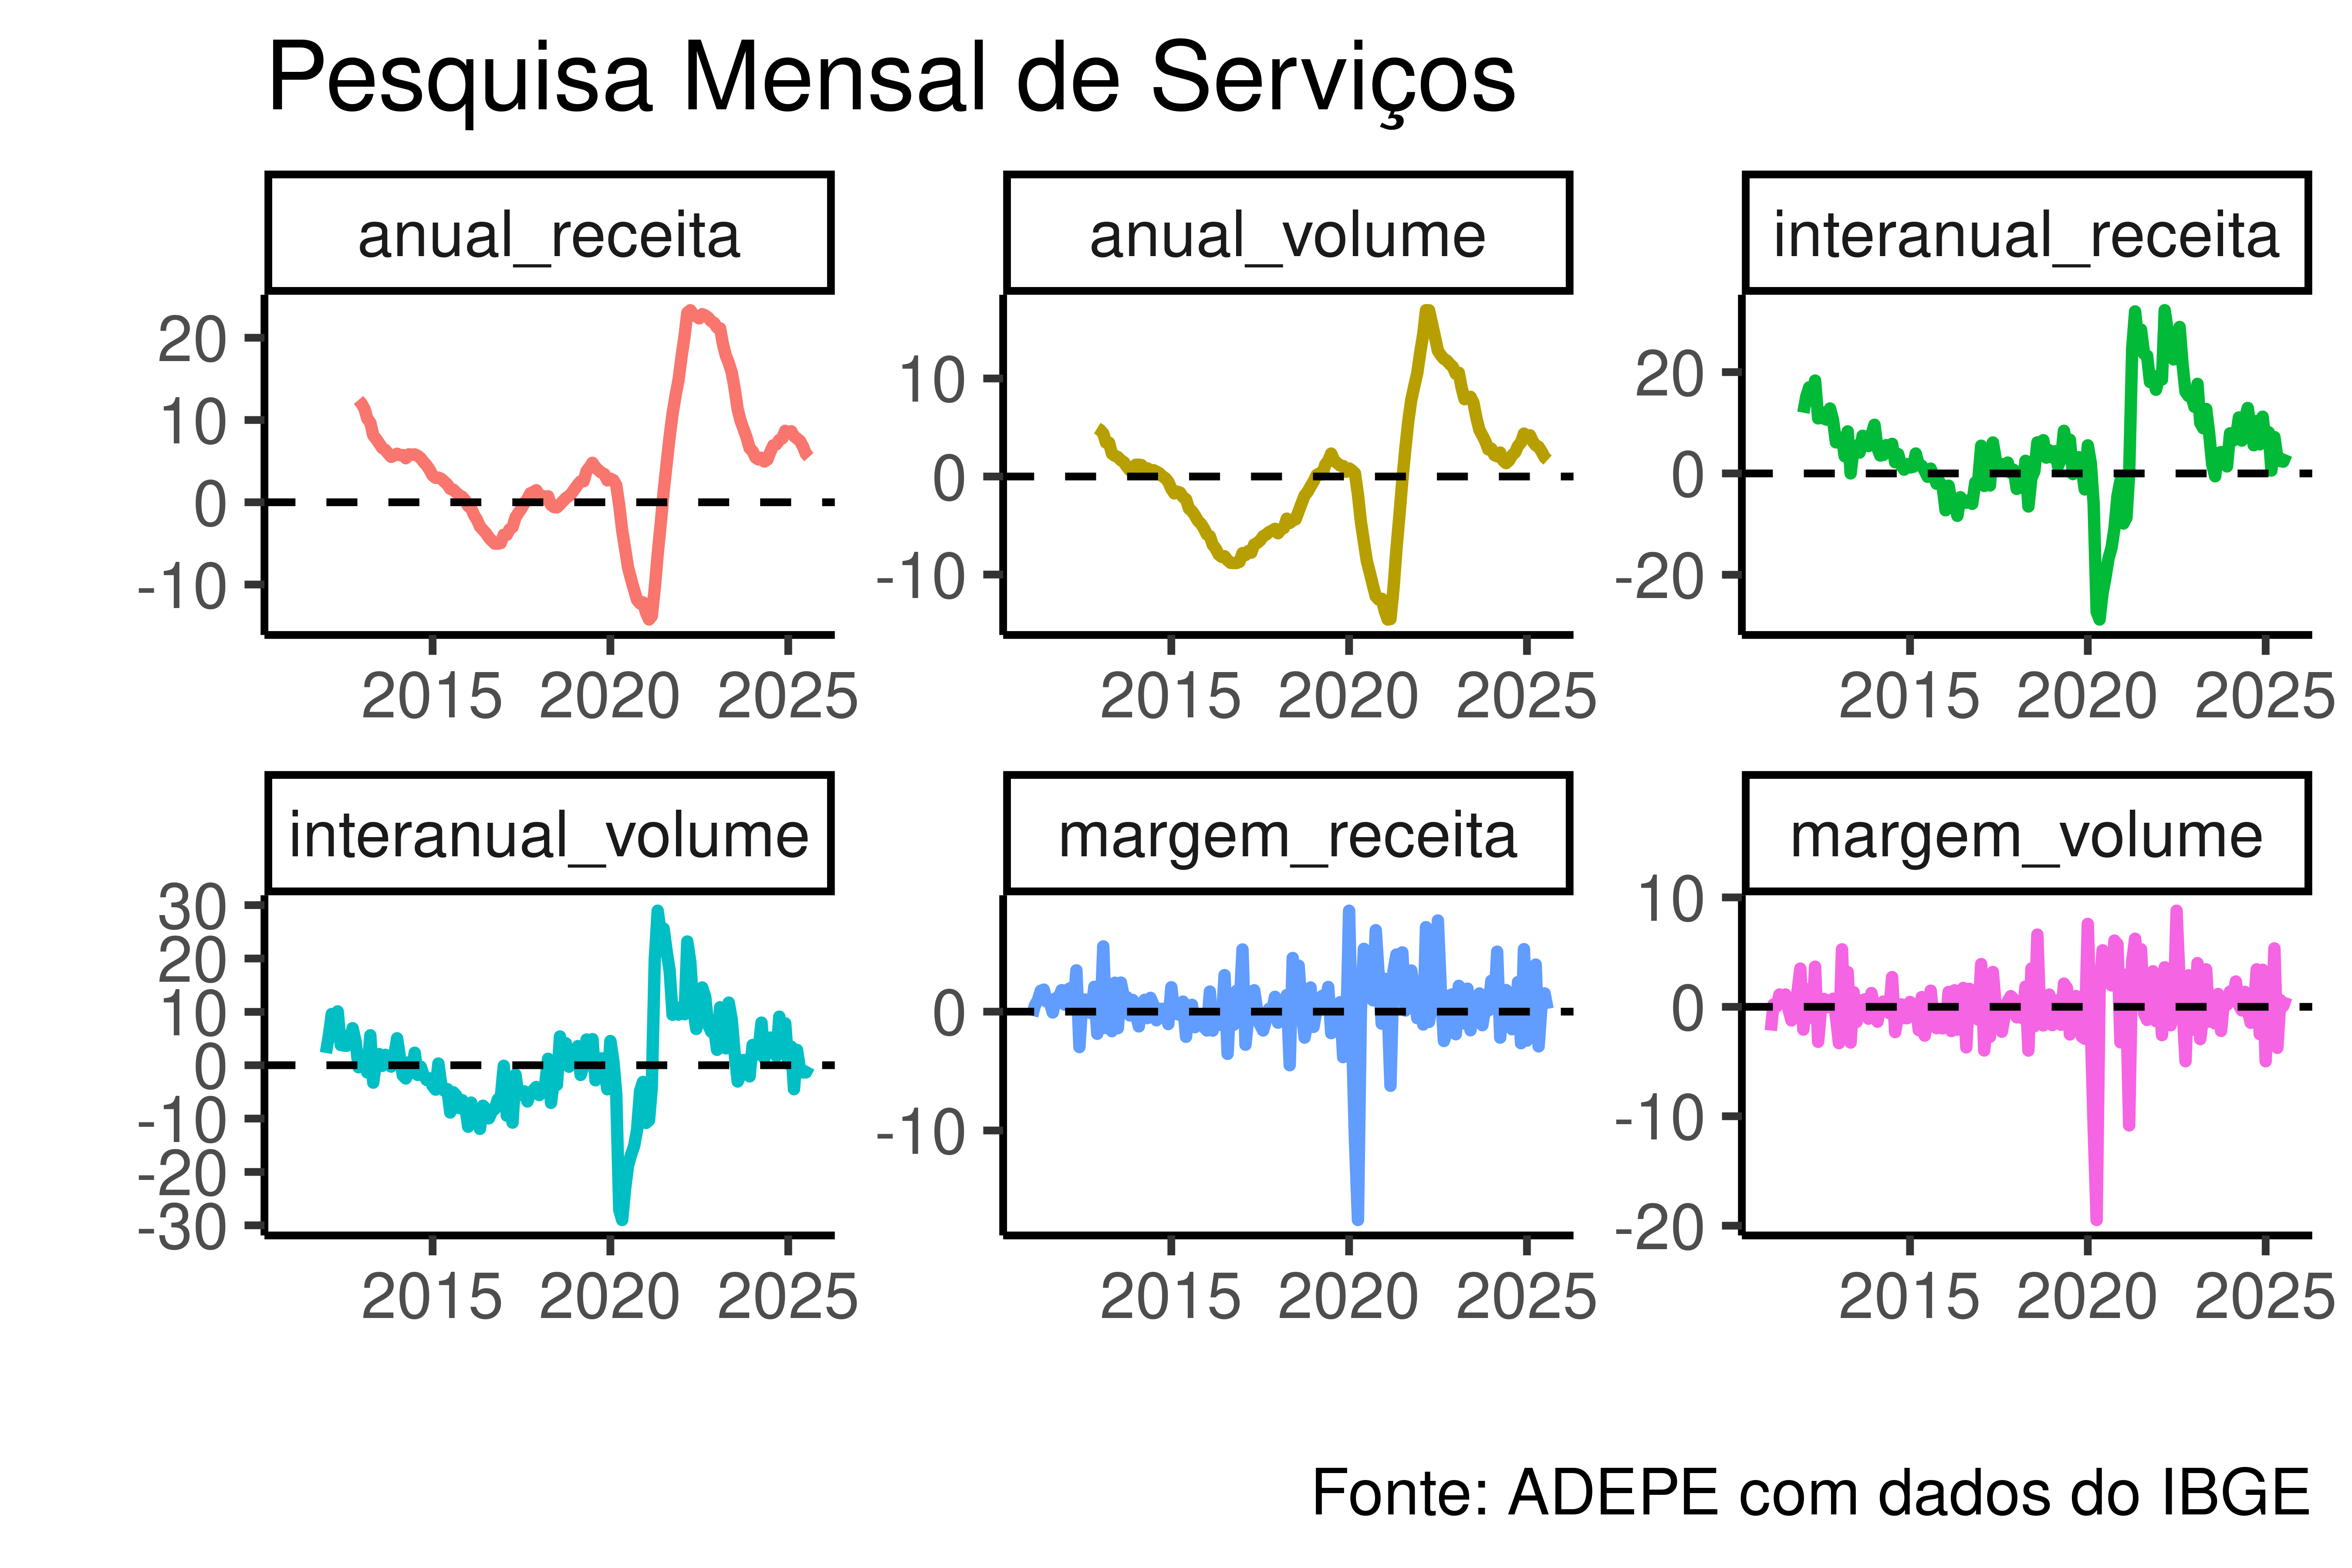 Pesquisa Mensal de Serviços
anual_receita
anual_volume
interanual_receita
20
10
0
-10
10
0
-10
20
0
-20
2015 2020 2025
2015 2020 2025
2015 2020 2025
interanual_volume
margem_receita
margem_volume
30
20
10
0
-10
-20
-30
0
-10
10
0
-10
-20
2015 2020 2025
2015 2020 2025
2015 2020 2025
Fonte: ADEPE com dados do IBGE